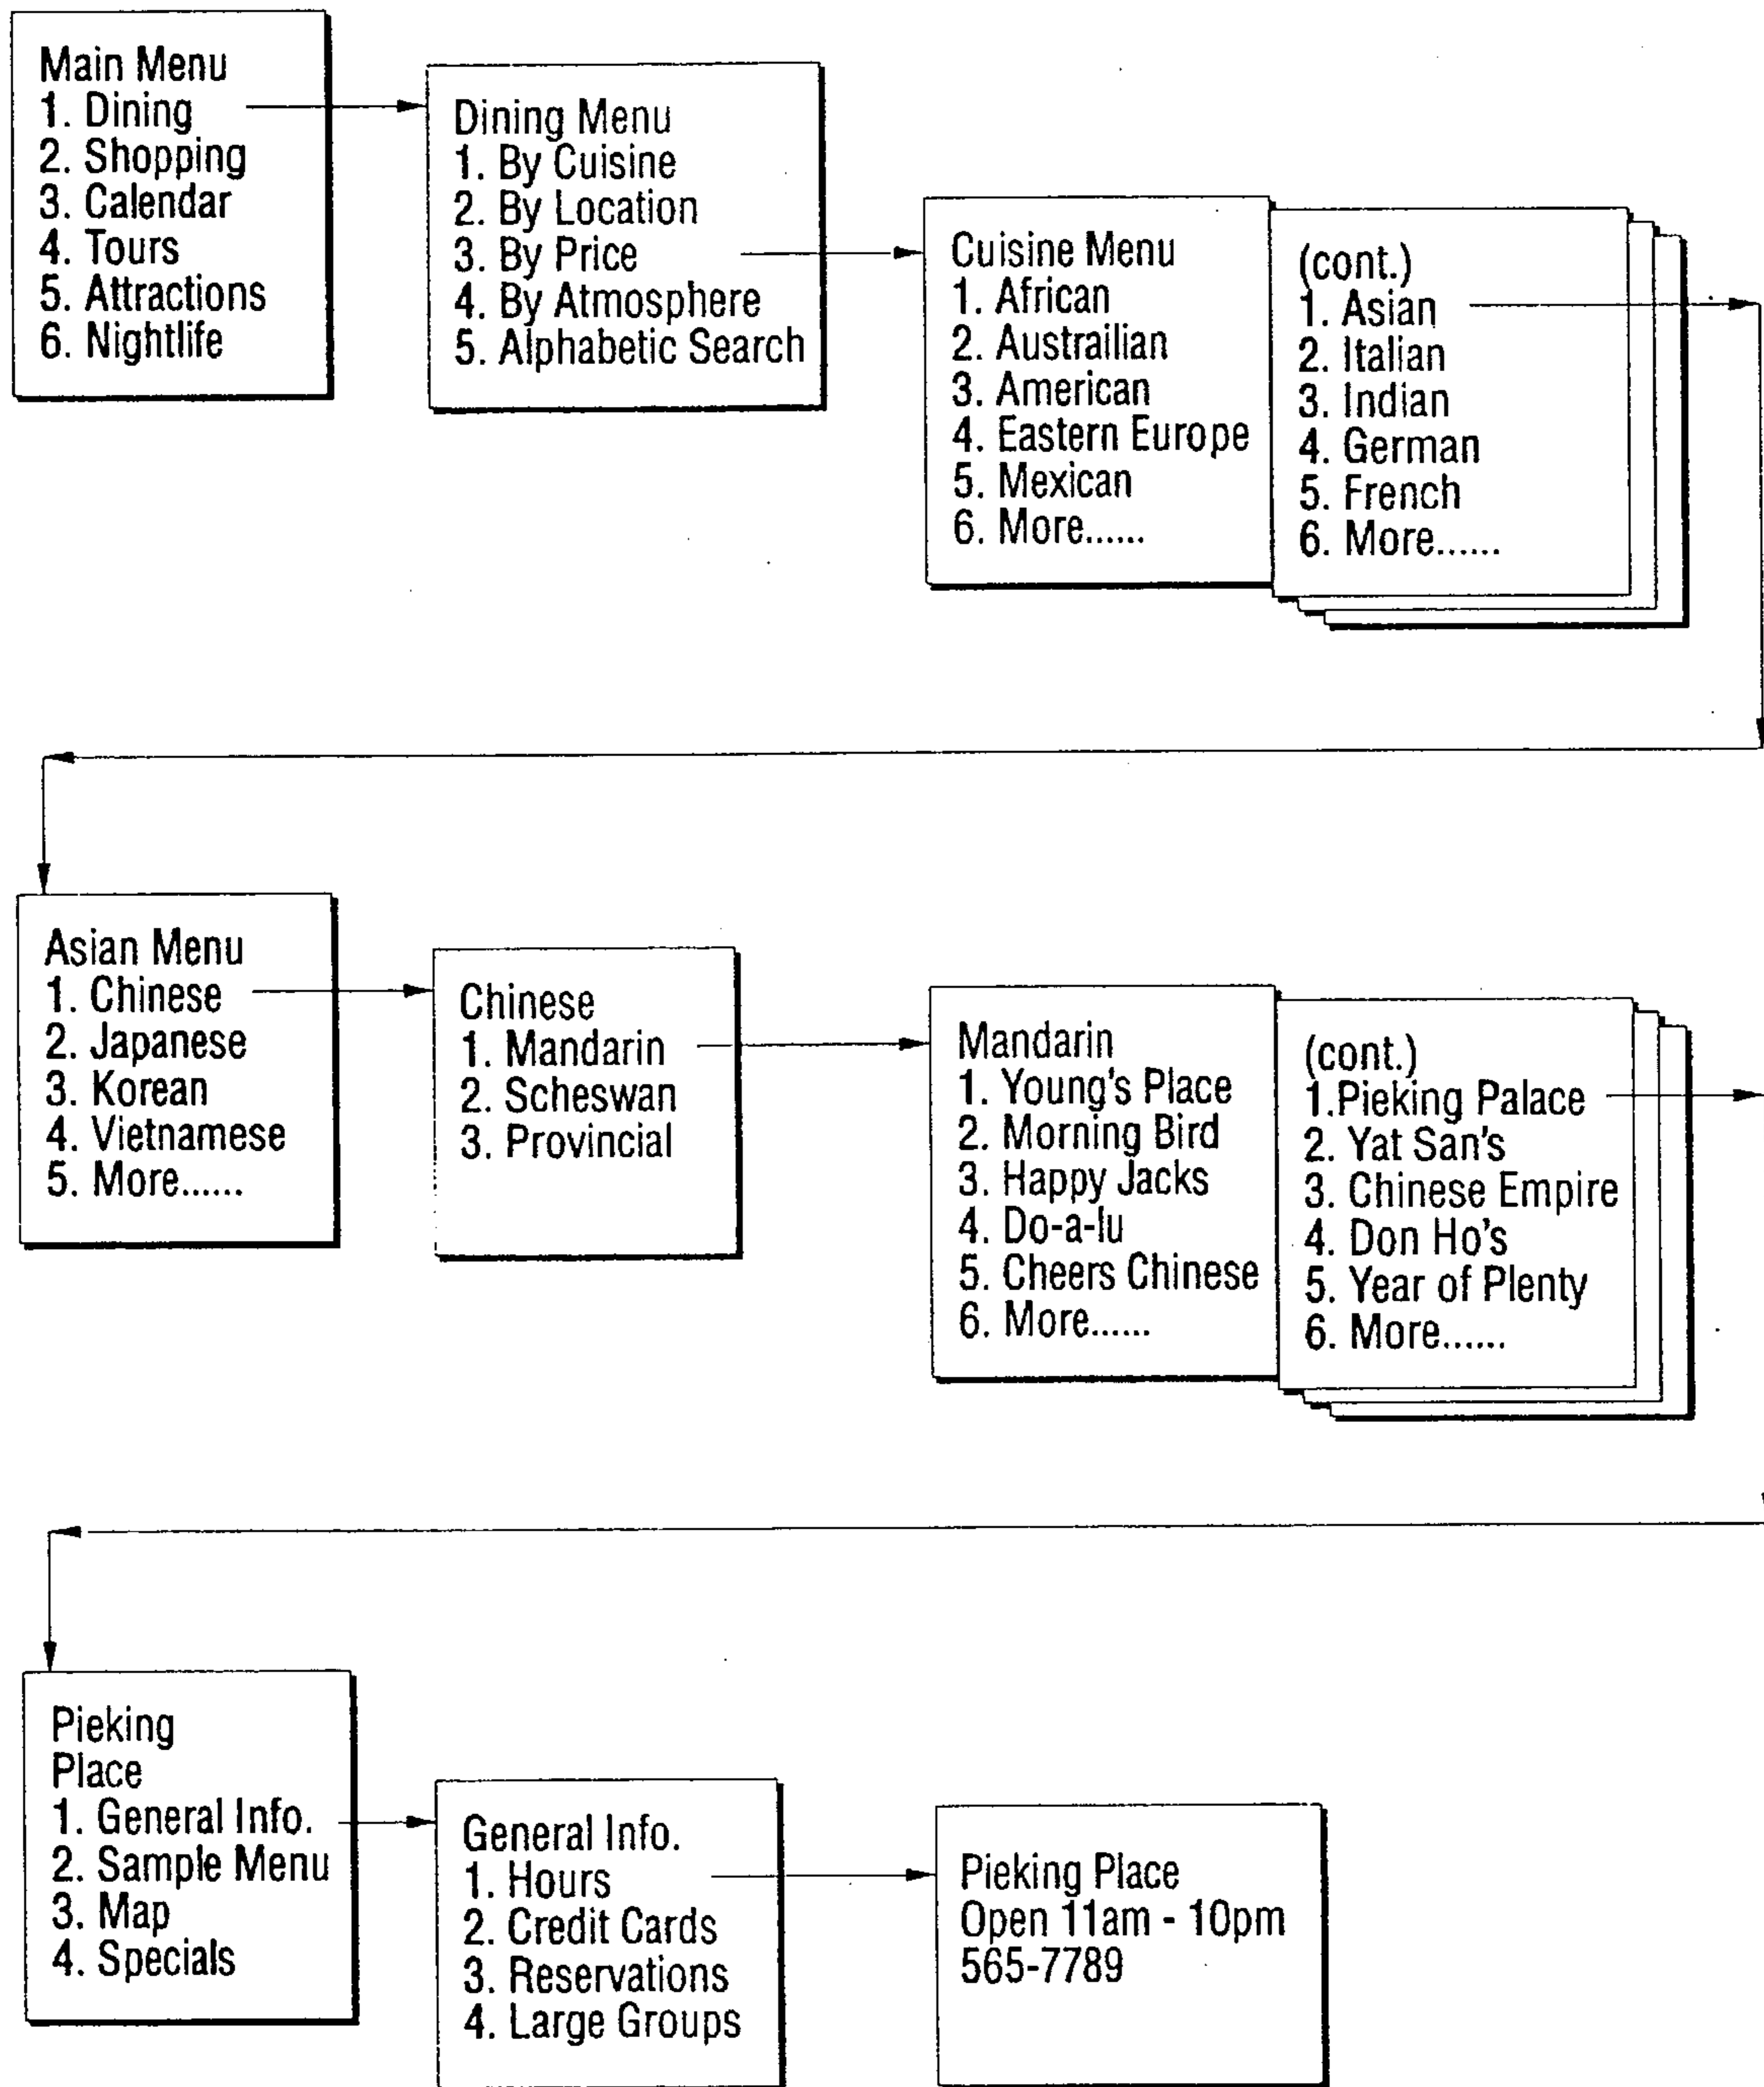 Main Menu
1. Dining
2. Shopping
3. Calendar
4. Tours
5. Attractions
6. Nightlife
Dining Menu
1. By Cuisine
2. By Location
3. By Price
4. By Atmosphere
5. Alphabetic Search
Cuisine Menu
1. African
2. Austrailian
3. American
4. Eastern Europe
5. Mexican
6. More......
(cont.)
1. Asian
2. Italian
3. Indian
4. German
5. French
6. More......
Asian Menu
1. Chinese
2. Japanese
3. Korean
4. Vietnamese
5. More......
Chinese
1. Mandarin
2. Scheswan
3. Provincial
Mandarin
1. Young's Place
2. Morning Bird
3. Happy Jacks
4. Do-a-lu
5. Cheers Chinese
6. More......
(cont.)
1.Pieking Palace
2. Yat San's
3. Chinese Empire
4. Don Ho's
5. Year of Plenty
6. More......
Pieking
Place
1. General Info.
2. Sample Menu
3. Map
4. Specials
General Info.
1. Hours
2. Credit Cards
3. Reservations
4. Large Groups
Pieking Place
Open 11am - 10pm
565-7789